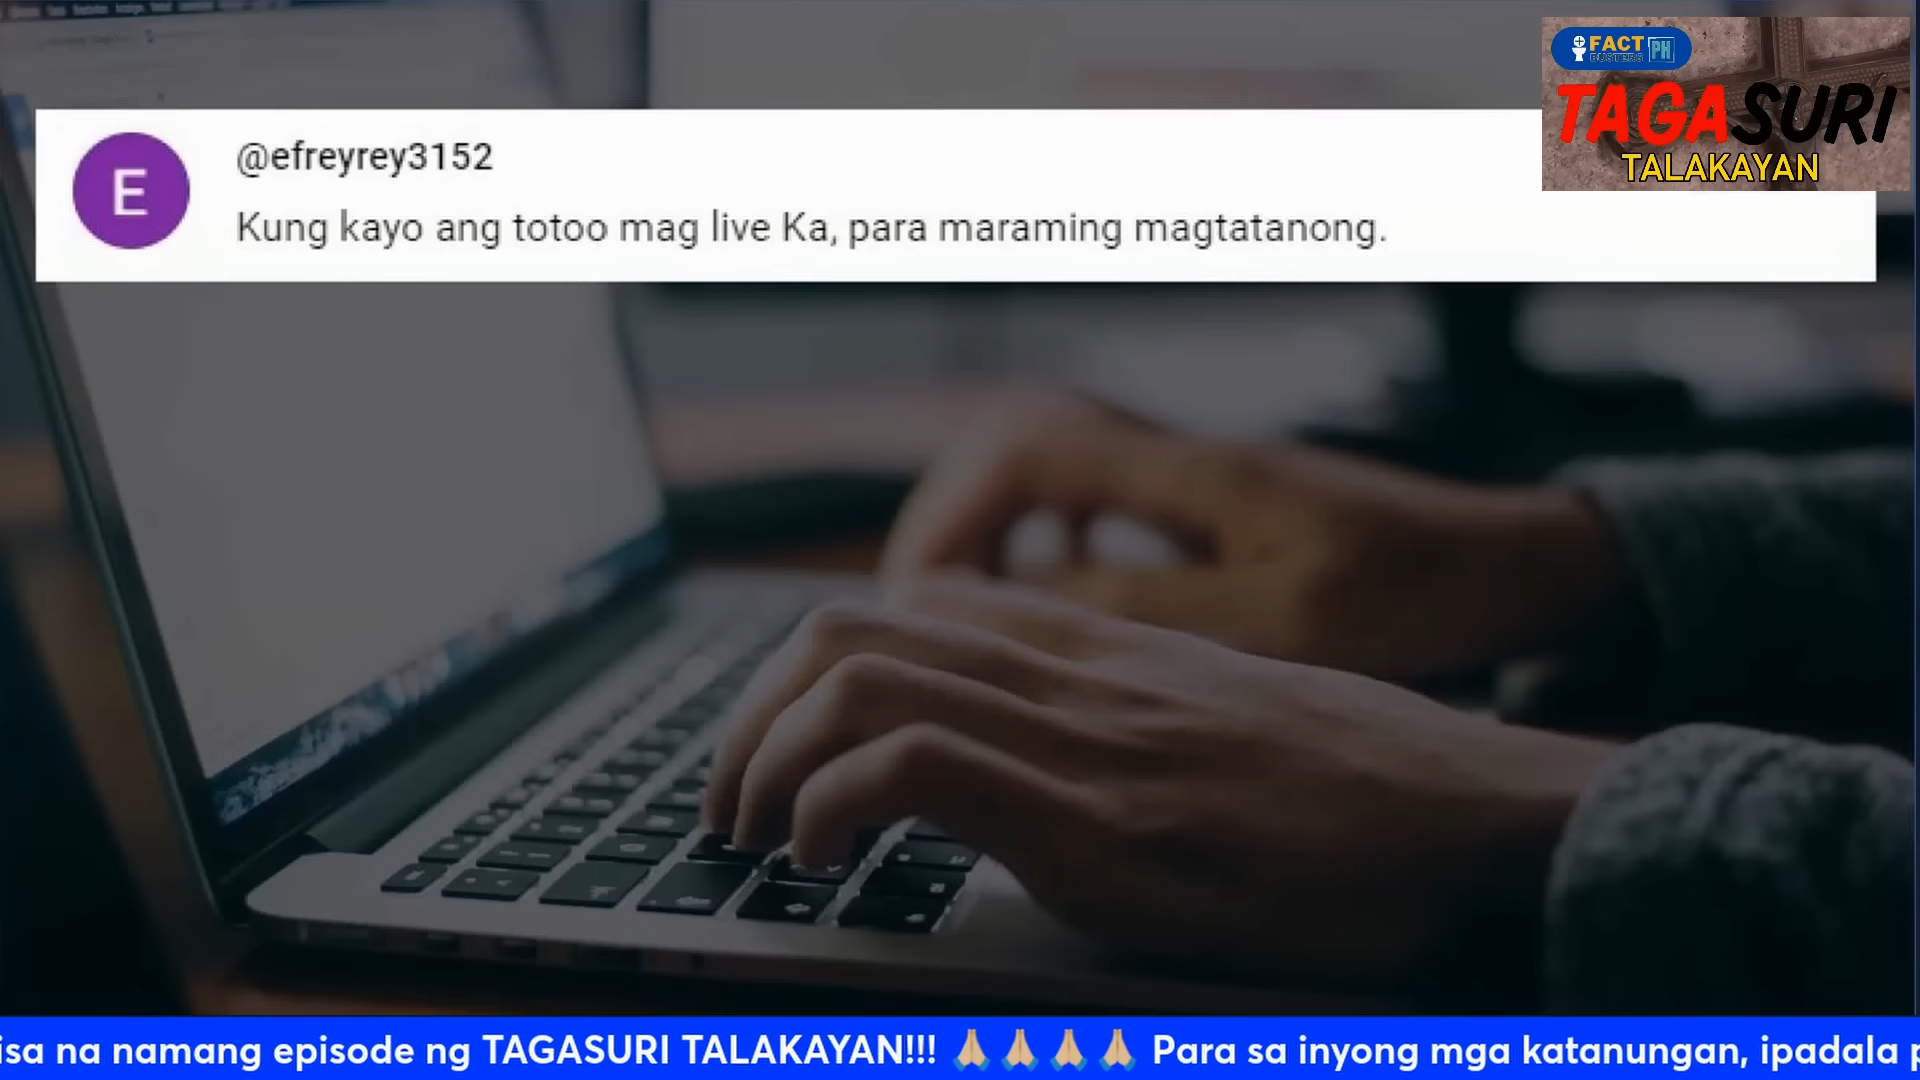 FACT
BUSTERS
PH
TAGASURI
TALAKAYAN
E
@efreyrey3152
Kung kayo ang totoo mag live Ka, para maraming magtatanong.
isa na namang episode ng TAGASURI TALAKAYAN!!! 🙏🏼🙏🏼🙏🏼🙏🏼 Para sa inyong mga katanungan, ipadala p